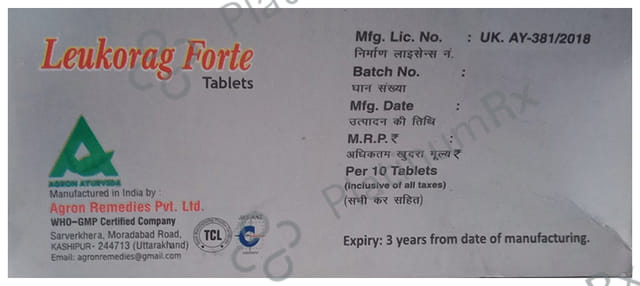 Leukorag Forte
Tablets
AGRON AYURVEDA
Manufactured in India by :
Agron Remedies Pvt. Ltd.
WHO-GMP Certified Company
Sarverkhera, Moradabad Road,
KASHIPUR- 244713 (Uttarakhand)
Email: agronremedies@gmail.com
TCL
Mfg. Lic. No. : UK. AY-381/2018
निर्माण लाइसेन्स नं.
Batch No. :
घान संख्या
Mfg. Date :
उत्पादन की तिथि
M.R.P.₹ :
अधिकतम खुदरा मूल्य ₹
Per 10 Tablets
(inclusive of all taxes)
(सभी कर सहित)
Expiry: 3 years from date of manufacturing.
PlatinumRx